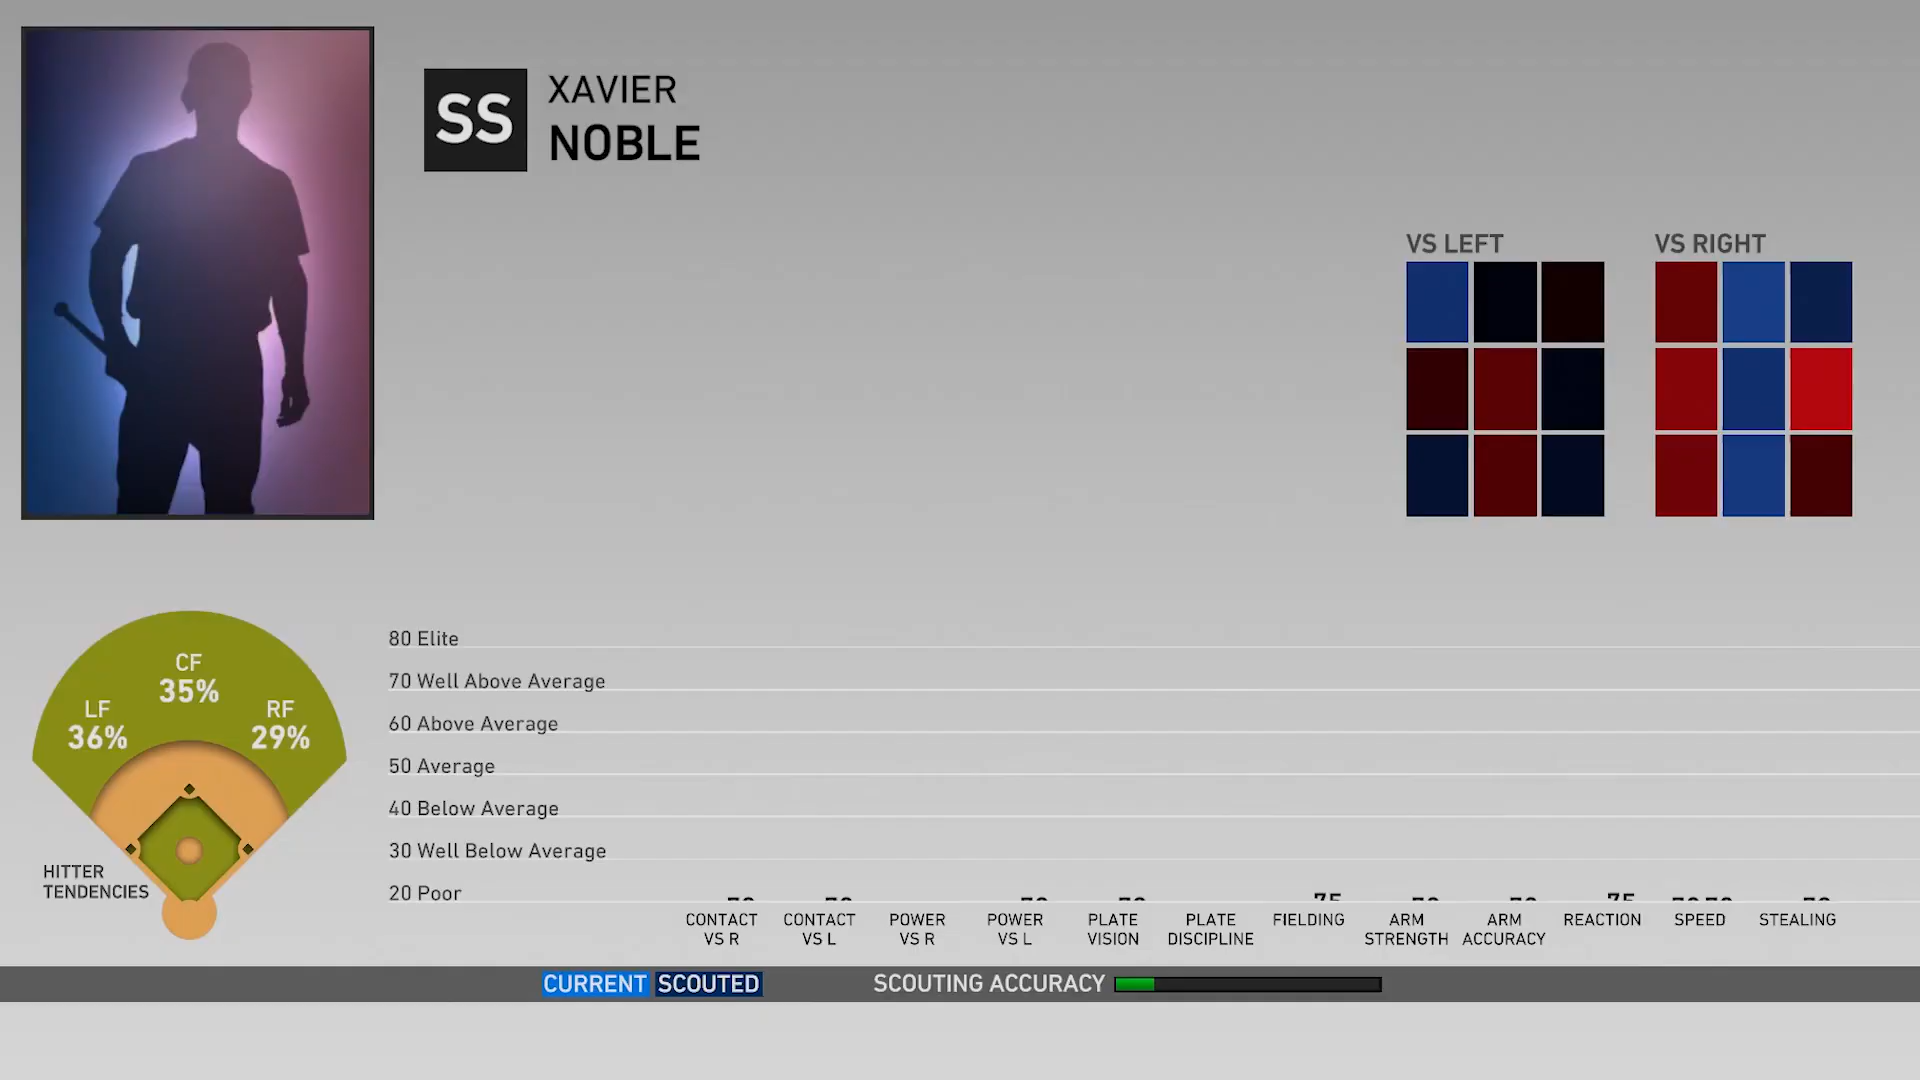 SS
XAVIER
NOBLE
VS LEFT
VS RIGHT
CF
35%
LF
36%
RF
29%
HITTER
TENDENCIES
80 Elite
70 Well Above Average
60 Above Average
50 Average
40 Below Average
30 Well Below Average
20 Poor
CONTACT
VS R
CONTACT
VS L
POWER
VS R
POWER
VS L
PLATE
VISION
PLATE
DISCIPLINE
FIELDING
ARM
STRENGTH
ARM
ACCURACY
REACTION
SPEED
STEALING
CURRENT SCOUTED
SCOUTING ACCURACY